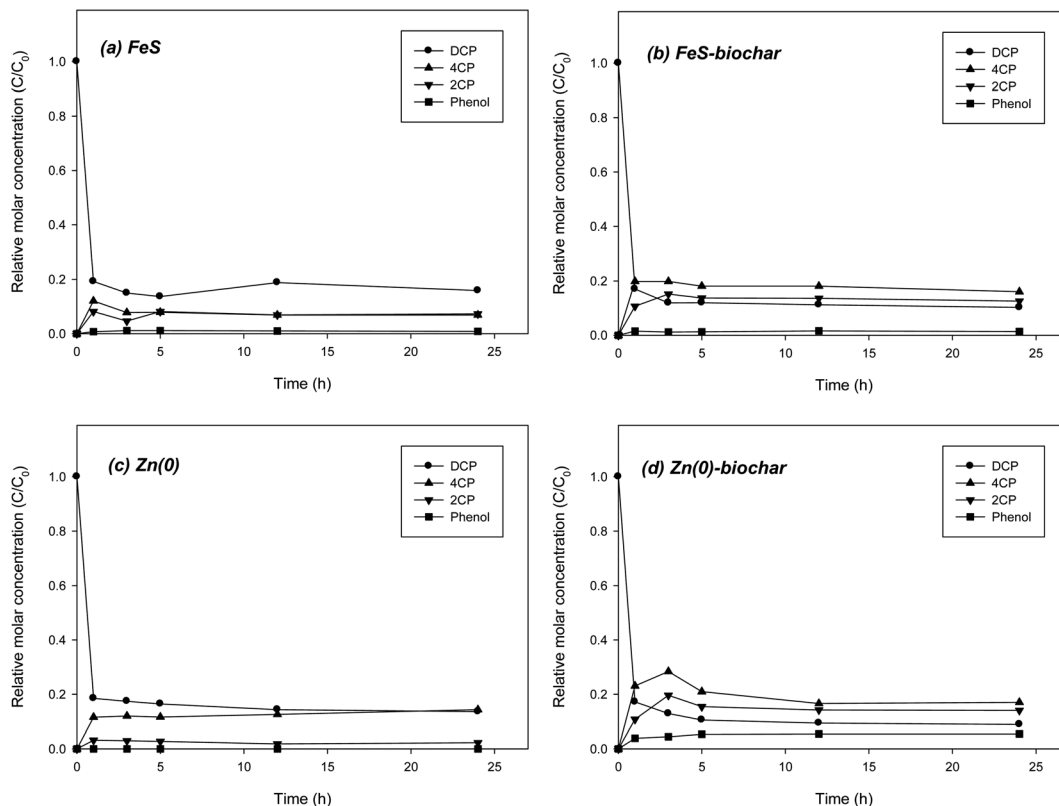 (a) FeS
DCP
4CP
2CP
Phenol
Relative molar concentration (C/C0)
1.0
0.8
0.6
0.4
0.2
0.0
0 5 10 15 20 25
Time (h)
(b) FeS-biochar
DCP
4CP
2CP
Phenol
Relative molar concentration (C/C0)
1.0
0.8
0.6
0.4
0.2
0.0
0 5 10 15 20 25
Time (h)
(c) Zn(0)
DCP
4CP
2CP
Phenol
Relative molar concentration (C/C0)
1.0
0.8
0.6
0.4
0.2
0.0
0 5 10 15 20 25
Time (h)
(d) Zn(0)-biochar
DCP
4CP
2CP
Phenol
Relative molar concentration (C/C0)
1.0
0.8
0.6
0.4
0.2
0.0
0 5 10 15 20 25
Time (h)